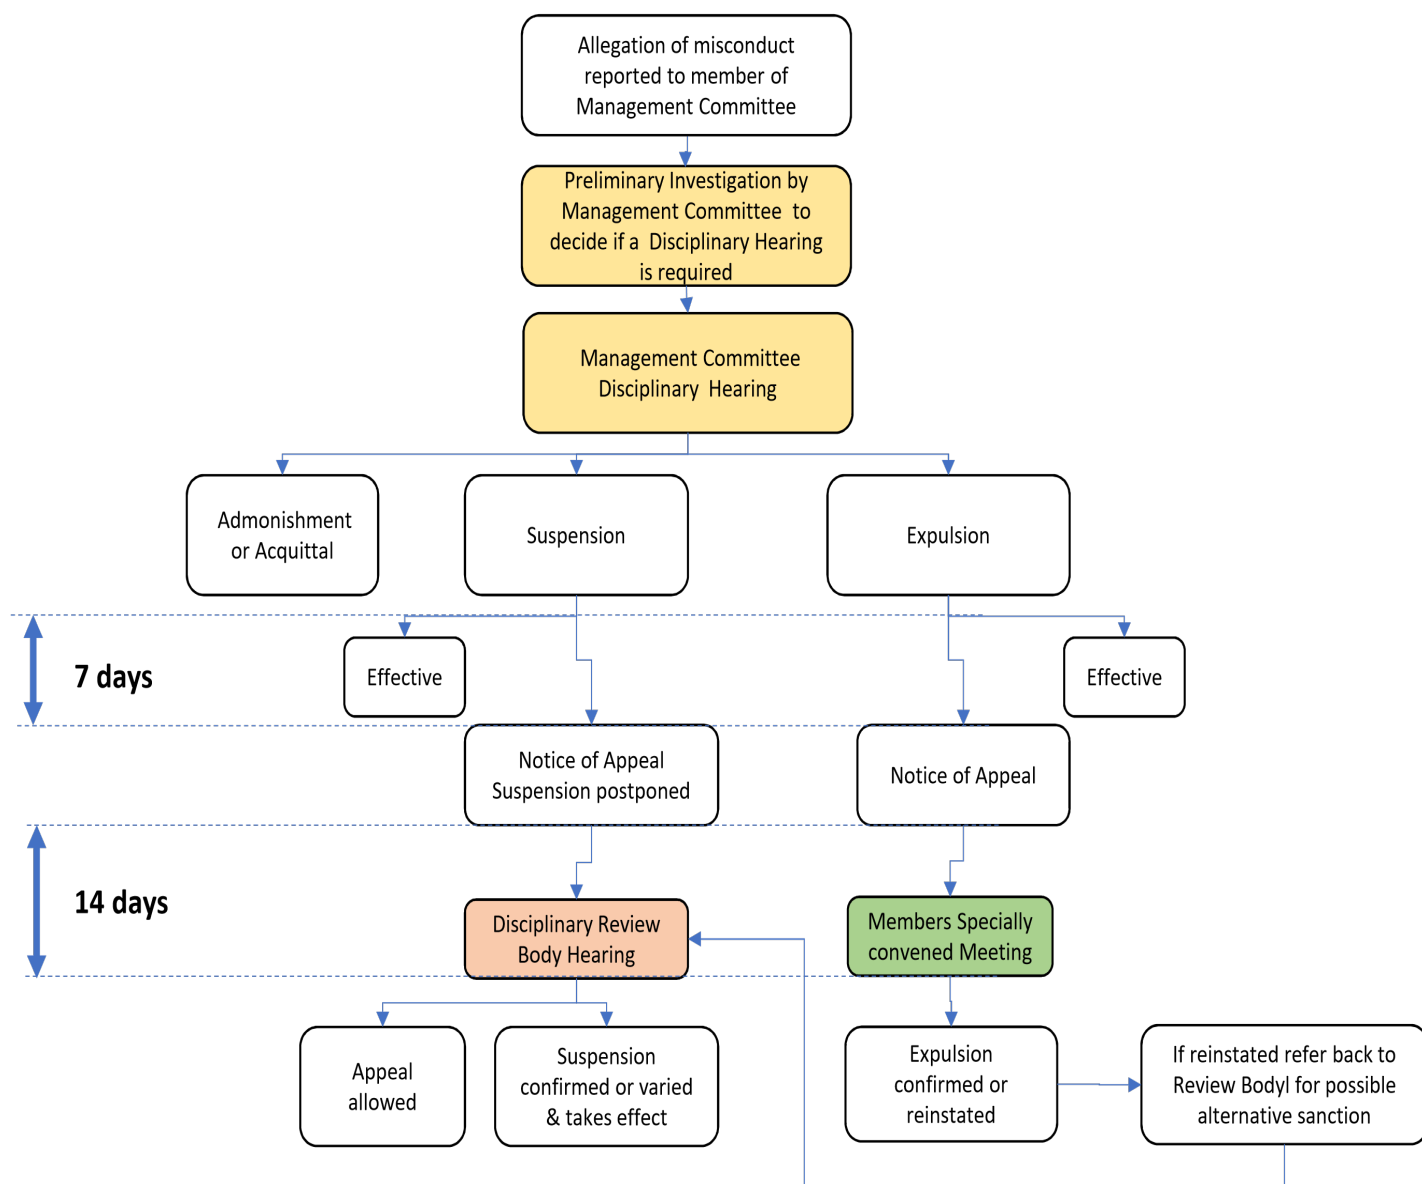 Allegation of misconduct
reported to member of
Management Committee
Preliminary Investigation by
Management Committee to
decide if a Disciplinary Hearing
is required
Management Committee
Disciplinary Hearing
Admonishment
or Acquittal
Suspension
Expulsion
7 days
Effective
Effective
Notice of Appeal
Suspension postponed
Notice of Appeal
14 days
Disciplinary Review
Body Hearing
Members Specially
convened Meeting
Appeal
allowed
Suspension
confirmed or varied
& takes effect
Expulsion
confirmed or
reinstated
If reinstated refer back to
Review Bodyl for possible
alternative sanction